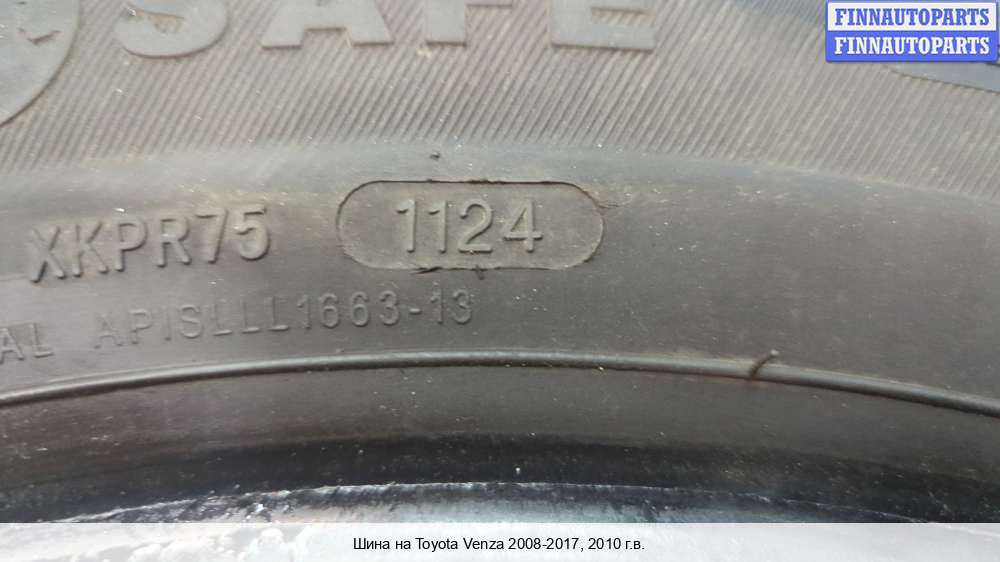 FINNAUTOPARTS
FINNAUTOPARTS
SAFE
XKPR75 1124
AL APISLLL1663-13
Шина на Toyota Venza 2008-2017, 2010 г.в.